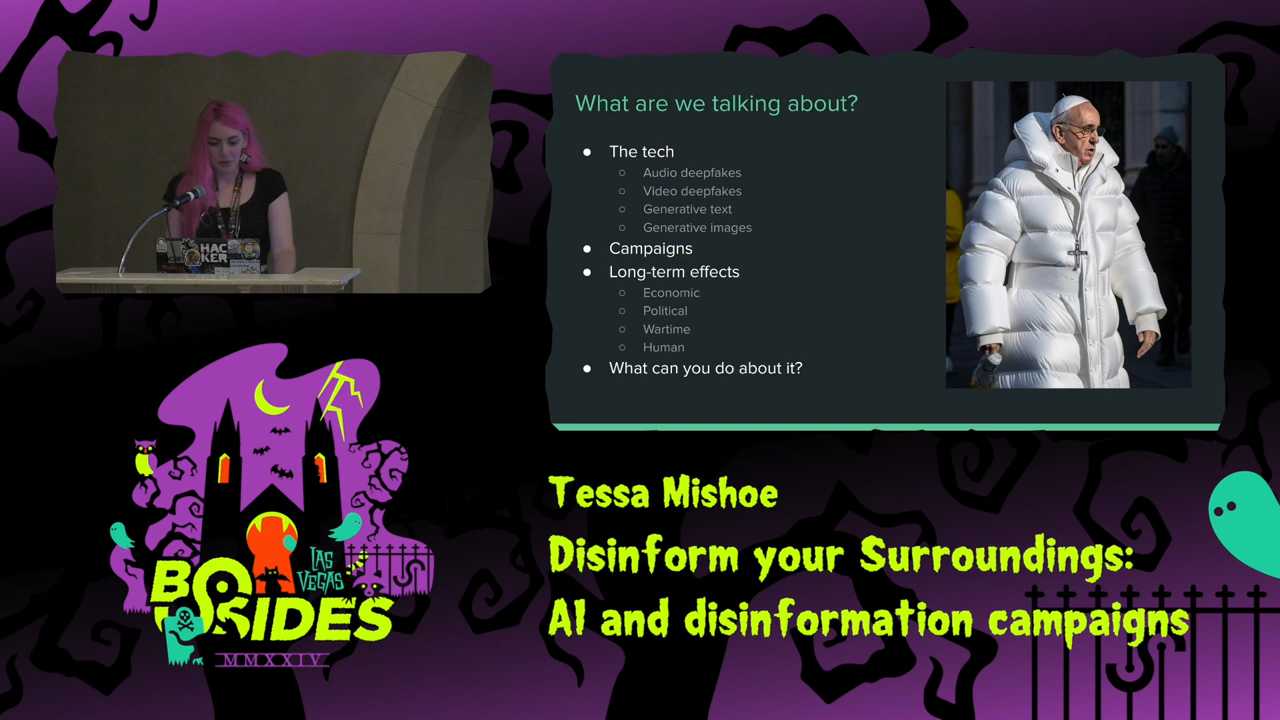 What are we talking about?
● The tech
○ Audio deepfakes
○ Video deepfakes
○ Generative text
○ Generative images
● Campaigns
● Long-term effects
○ Economic
○ Political
○ Wartime
○ Human
● What can you do about it?
HAC
KER
LAS
VEGAS
BSIDES
MMXXIV
Tessa Mishoe
Disinform your Surroundings:
AI and disinformation campaigns